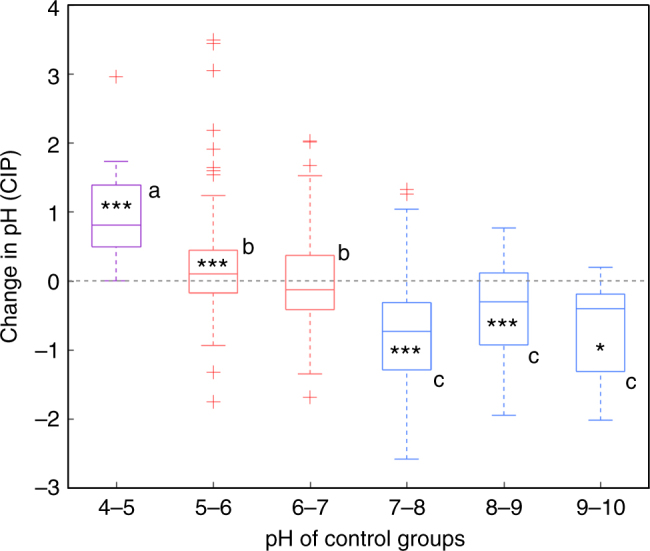 Change in pH (CIP)
4
3
2
1
0
−1
−2
−3
***
a
***
b
b
***
c
***
c
*
c
4–5 5–6 6–7 7–8 8–9 9–10
pH of control groups